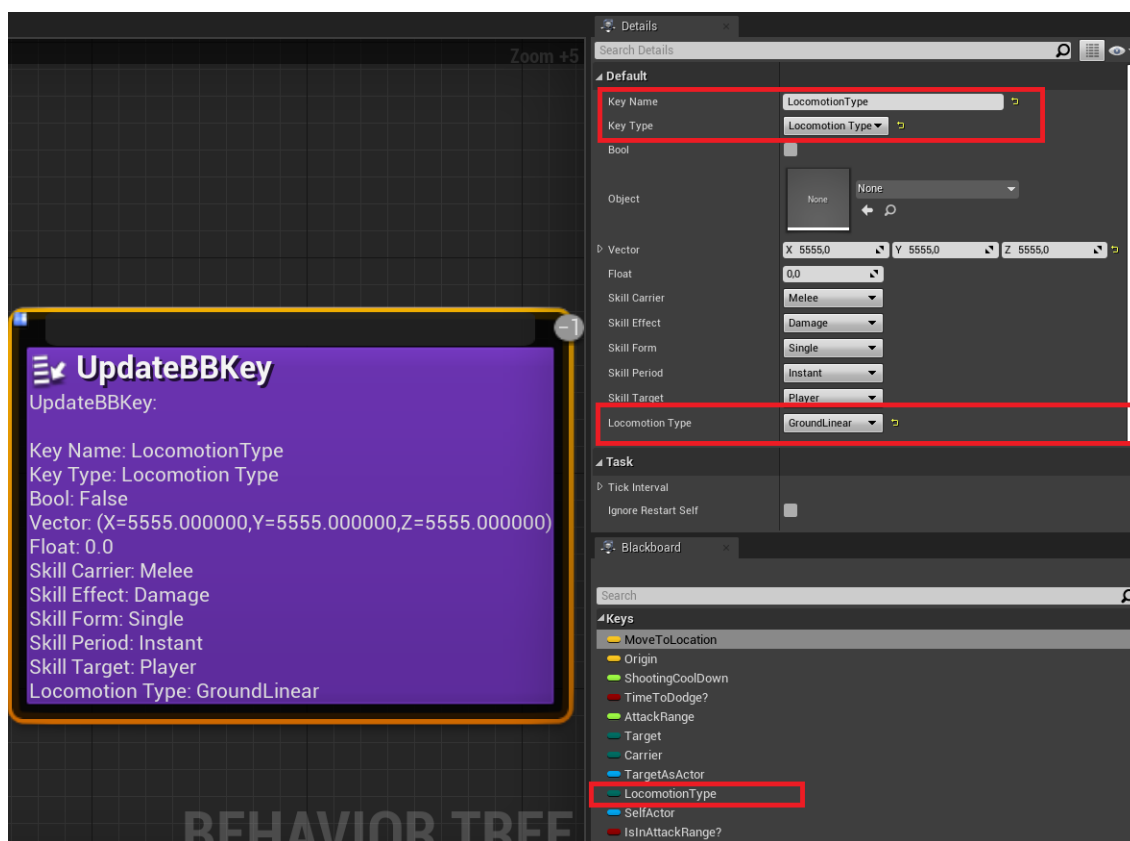 Zoom +5
UpdateBBKey
UpdateBBKey:
Key Name: LocomotionType
Key Type: Locomotion Type
Bool: False
Vector: (X=5555.000000,Y=5555.000000,Z=5555.000000)
Float: 0.0
Skill Carrier: Melee
Skill Effect: Damage
Skill Form: Single
Skill Period: Instant
Skill Target: Player
Locomotion Type: GroundLinear
-1
BEHAVIOR TREE
Details
Search Details
Default
Key Name LocomotionType
Key Type Locomotion Type
Bool
Object None None
Vector X 5555,0 Y 5555,0 Z 5555,0
Float 0,0
Skill Carrier Melee
Skill Effect Damage
Skill Form Single
Skill Period Instant
Skill Target Player
Locomotion Type GroundLinear
Task
Tick Interval
Ignore Restart Self
Blackboard
Search
Keys
MoveToLocation
Origin
ShootingCoolDown
TimeToDodge?
AttackRange
Target
Carrier
TargetAsActor
LocomotionType
SelfActor
IsInAttackRange?